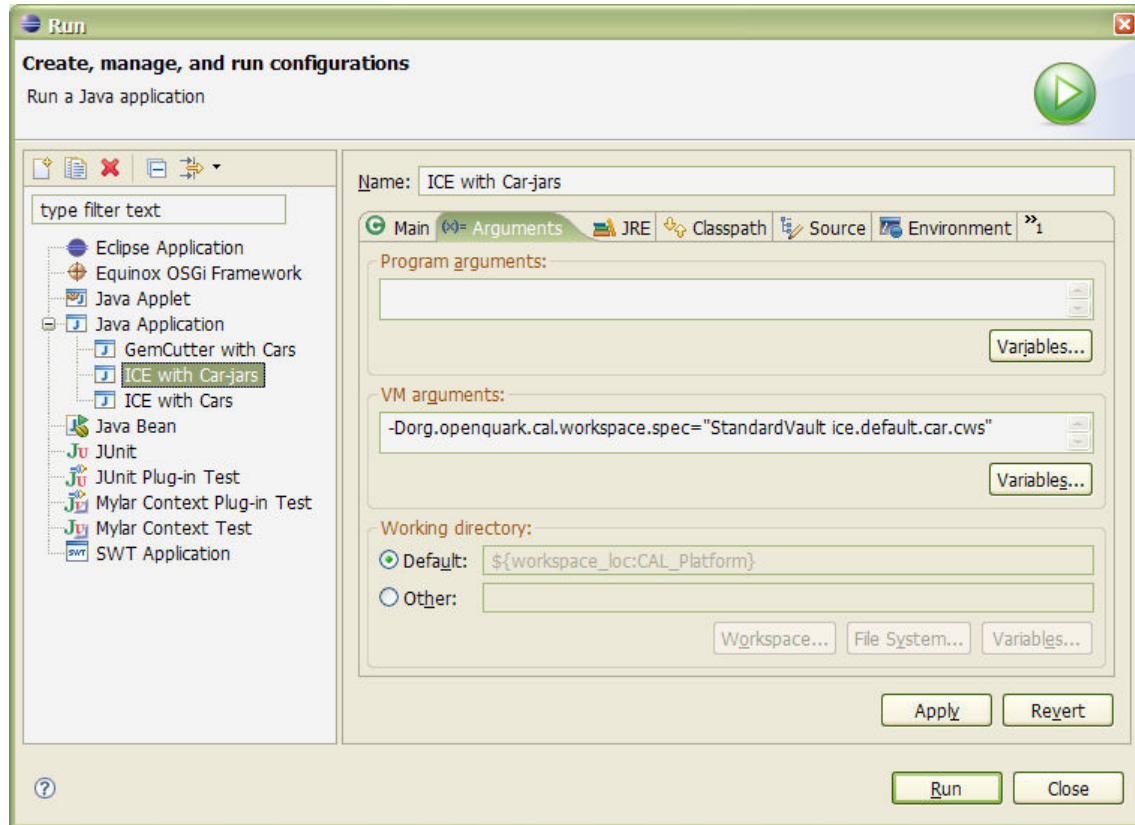 Run
Create, manage, and run configurations
Run a Java application
type filter text
Eclipse Application
Equinox OSGi Framework
Java Applet
Java Application
GemCutter with Cars
ICE with Car-jars
ICE with Cars
Java Bean
JUnit
JUnit Plug-in Test
Mylar Context Plug-in Test
Mylar Context Test
SWT Application
Name: ICE with Car-jars
Main (x)= Arguments JRE Classpath Source Environment »1
Program arguments:
Variables...
VM arguments:
-Dorg.openquark.cal.workspace.spec="StandardVault ice.default.car.cws"
Variables...
Working directory:
Default: ${workspace_loc:CAL_Platform}
Other:
Workspace... File System... Variables...
Apply Revert
Run Close